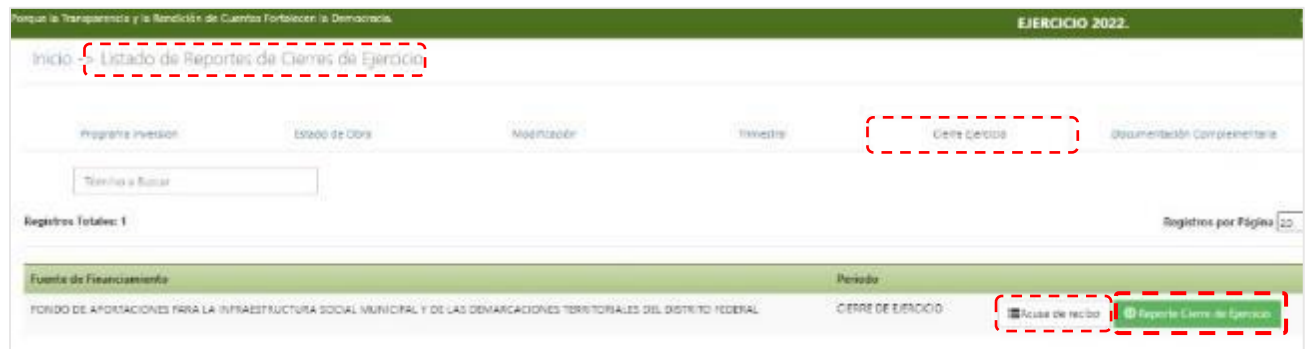 Porque la Transparencia y la Rendición de Cuentas Fortalecen la Democracia.
EJERCICIO 2022.
Inicio -> Listado de Reportes de Cierres de Ejercicio
Programa Inversión Estado de Obra Modificación Trimestral Cierre Ejercicio Documentación Complementaria
Término a Buscar
Registros Totales: 1
Registros por Página 20
Fuente de Financiamiento Periodo
FONDO DE APORTACIONES PARA LA INFRAESTRUCTURA SOCIAL MUNICIPAL Y DE LAS DEMARCACIONES TERRITORIALES DEL DISTRITO FEDERAL CIERRE DE EJERCICIO Acuse de recibo Reporte Cierre de Ejercicio